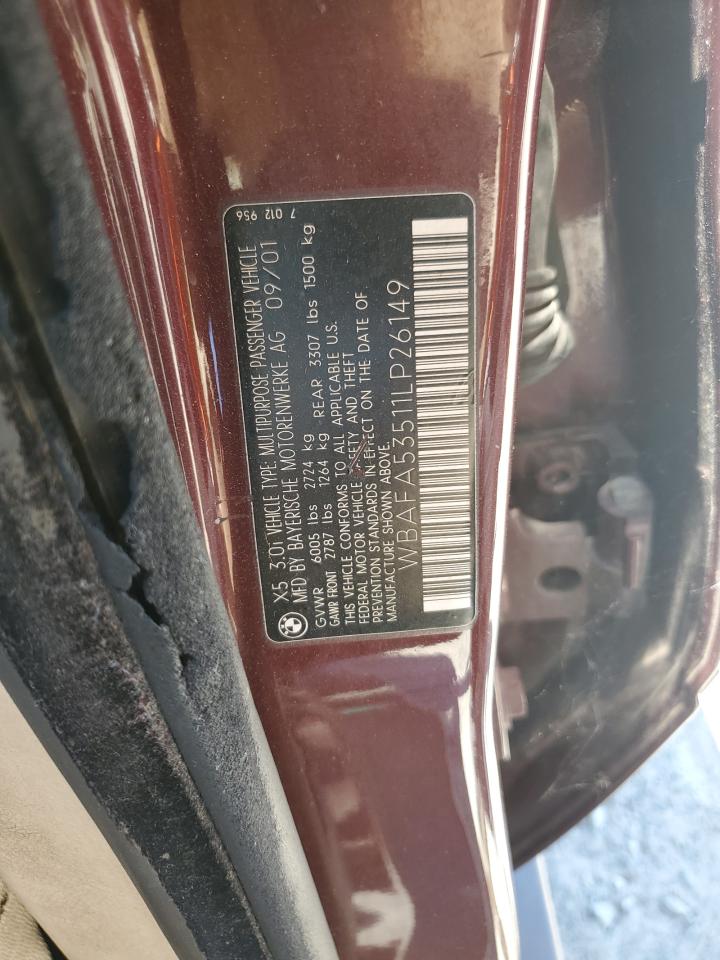 X5 3.0i VEHICLE TYPE: MULTIPURPOSE PASSENGER VEHICLE
MFD BY BAYERISCHE MOTORENWERKE AG 09/01
GVWR 6005 lbs 2724 kg
GAWR FRONT 2787 lbs 1264 kg REAR 3307 lbs 1500 kg
THIS VEHICLE CONFORMS TO ALL APPLICABLE U.S.
FEDERAL MOTOR VEHICLE SAFETY AND THEFT
PREVENTION STANDARDS IN EFFECT ON THE DATE OF
MANUFACTURE SHOWN ABOVE.
WBAFA53511LP26149
7 012 956